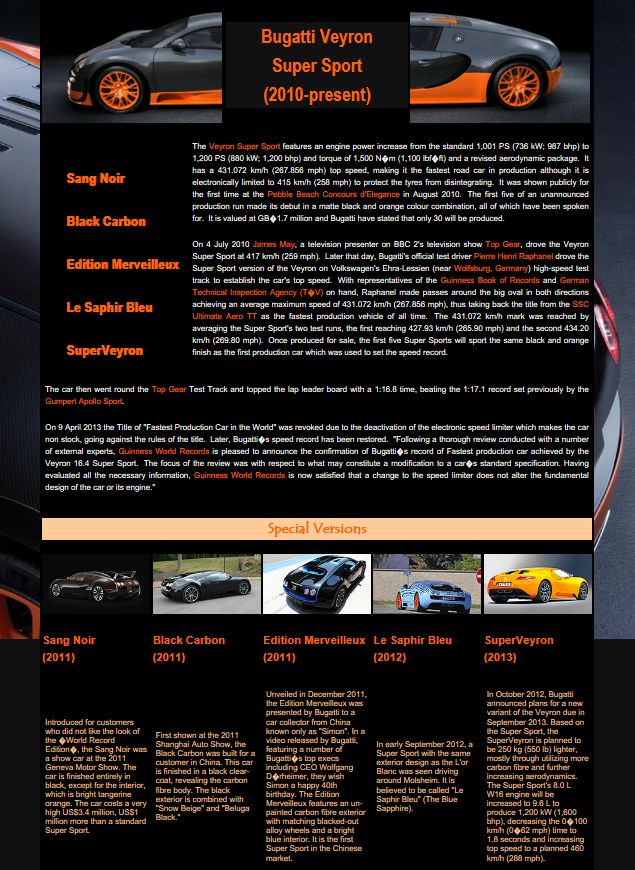 Bugatti Veyron
Super Sport
(2010-present)
Sang Noir
Black Carbon
Edition Merveilleux
Le Saphir Bleu
SuperVeyron
The Veyron Super Sport features an engine power increase from the standard 1,001 PS (736 kW; 987 bhp) to
1,200 PS (880 kW; 1,200 bhp) and torque of 1,500 N�m (1,100 lbf�ft) and a revised aerodynamic package. It
has a 431.072 km/h (267.856 mph) top speed, making it the fastest road car in production although it is
electronically limited to 415 km/h (258 mph) to protect the tyres from disintegrating. It was shown publicly for
the first time at the Pebble Beach Concours d'Elegance in August 2010. The first five of an unannounced
production run made its debut in a matte black and orange colour combination, all of which have been spoken
for. It is valued at GB�1.7 million and Bugatti have stated that only 30 will be produced.
On 4 July 2010 James May, a television presenter on BBC 2's television show Top Gear, drove the Veyron
Super Sport at 417 km/h (259 mph). Later that day, Bugatti's official test driver Pierre Henri Raphanel drove the
Super Sport version of the Veyron on Volkswagen's Ehra-Lessien (near Wolfsburg, Germany) high-speed test
track to establish the car's top speed. With representatives of the Guinness Book of Records and German
Technical Inspection Agency (T�V) on hand, Raphanel made passes around the big oval in both directions
achieving an average maximum speed of 431.072 km/h (267.856 mph), thus taking back the title from the SSC
Ultimate Aero TT as the fastest production vehicle of all time. The 431.072 km/h mark was reached by
averaging the Super Sport's two test runs, the first reaching 427.93 km/h (265.90 mph) and the second 434.20
km/h (269.80 mph). Once produced for sale, the first five Super Sports will sport the same black and orange
finish as the first production car which was used to set the speed record.
The car then went round the Top Gear Test Track and topped the lap leader board with a 1:16.8 time, beating the 1:17.1 record set previously by the
Gumpert Apollo Sport.
On 9 April 2013 the Title of "Fastest Production Car in the World" was revoked due to the deactivation of the electronic speed limiter which makes the car
non stock, going against the rules of the title. Later, Bugatti�s speed record has been restored. "Following a thorough review conducted with a number
of external experts, Guinness World Records is pleased to announce the confirmation of Bugatti�s record of Fastest production car achieved by the
Veyron 16.4 Super Sport. The focus of the review was with respect to what may constitute a modification to a car�s standard specification. Having
evaluated all the necessary information, Guinness World Records is now satisfied that a change to the speed limiter does not alter the fundamental
design of the car or its engine."
Special Versions
Sang Noir
(2011)
Introduced for customers
who did not like the look of
the �World Record
Edition�, the Sang Noir was
a show car at the 2011
Geneva Motor Show. The
car is finished entirely in
black, except for the interior,
which is bright tangerine
orange. The car costs a very
high US$3.4 million, US$1
million more than a standard
Super Sport.
Black Carbon
(2011)
First shown at the 2011
Shanghai Auto Show, the
Black Carbon was built for a
customer in China. This car
is finished in a black clear-
coat, revealing the carbon
fibre body. The black
exterior is combined with
"Snow Beige" and "Beluga
Black."
Edition Merveilleux
(2011)
Unveiled in December 2011,
the Edition Merveilleux was
presented by Bugatti to a
car collector from China
known only as "Simon". In a
video released by Bugatti,
featuring a number of
Bugatti�s top execs
including CEO Wolfgang
D�rheimer, they wish
Simon a happy 40th
birthday. The Edition
Merveilleux features an un-
painted carbon fibre exterior
with matching blacked-out
alloy wheels and a bright
blue interior. It is the first
Super Sport in the Chinese
market.
Le Saphir Bleu
(2012)
In early September 2012, a
Super Sport with the same
exterior design as the L'or
Blanc was seen driving
around Molsheim. It is
believed to be called "Le
Saphir Bleu" (The Blue
Sapphire).
SuperVeyron
(2013)
In October 2012, Bugatti
announced plans for a new
variant of the Veyron due in
September 2013. Based on
the Super Sport, the
SuperVeyron is planned to
be 250 kg (550 lb) lighter,
mostly through utilizing more
carbon fibre and further
increasing aerodynamics.
The Super Sport's 8.0 L
W16 engine will be
increased to 9.6 L to
produce 1,200 kW (1,600
bhp), decreasing the 0�100
km/h (0�62 mph) time to
1.8 seconds and increasing
top speed to a planned 460
km/h (288 mph).